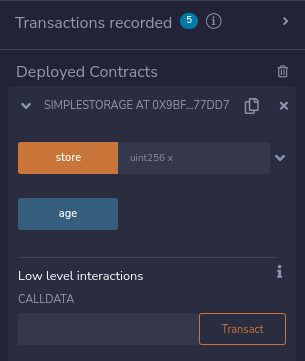 Transactions recorded 5 i
Deployed Contracts
SIMPLESTORAGE AT 0X9BF...77DD7
store uint256 x
age
Low level interactions i
CALLDATA
Transact